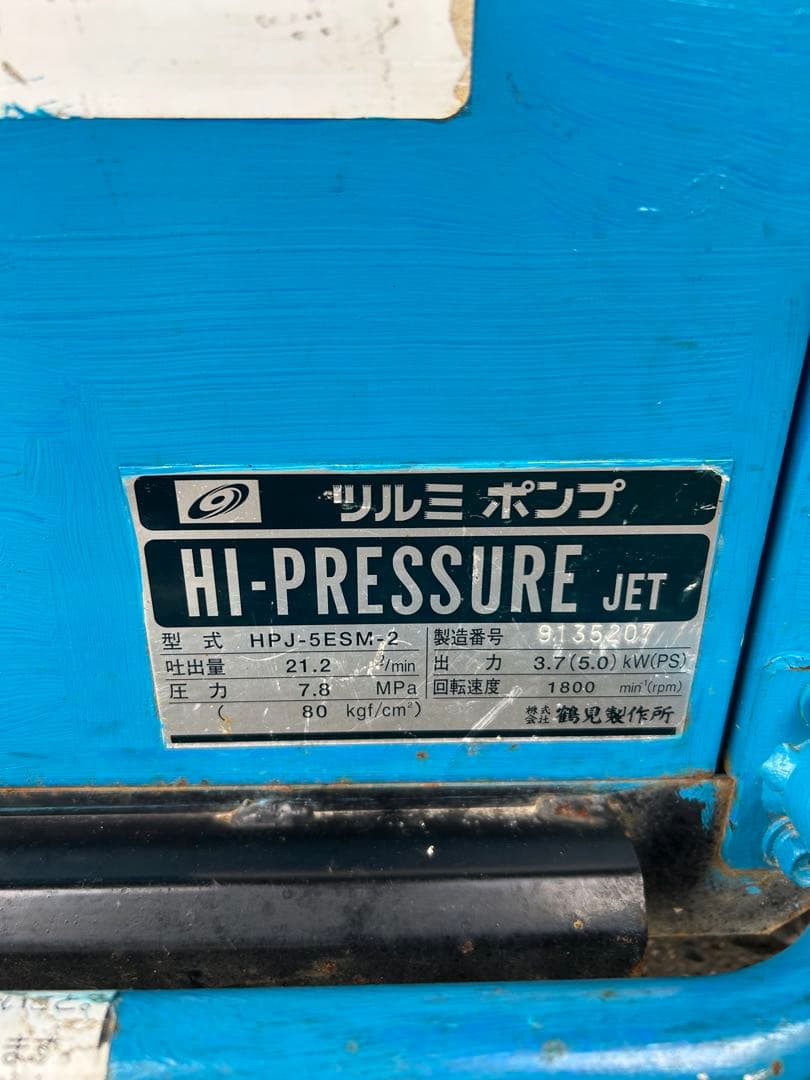 ツルミポンプ
HI-PRESSURE JET
型式 HPJ-5ESM-2 製造番号 9135207
吐出量 21.2 ℓ/min 出力 3.7(5.0) kW(PS)
圧力 7.8 MPa 回転速度 1800 min⁻¹(rpm)
( 80 kgf/cm²) 株式会社 鶴見製作所